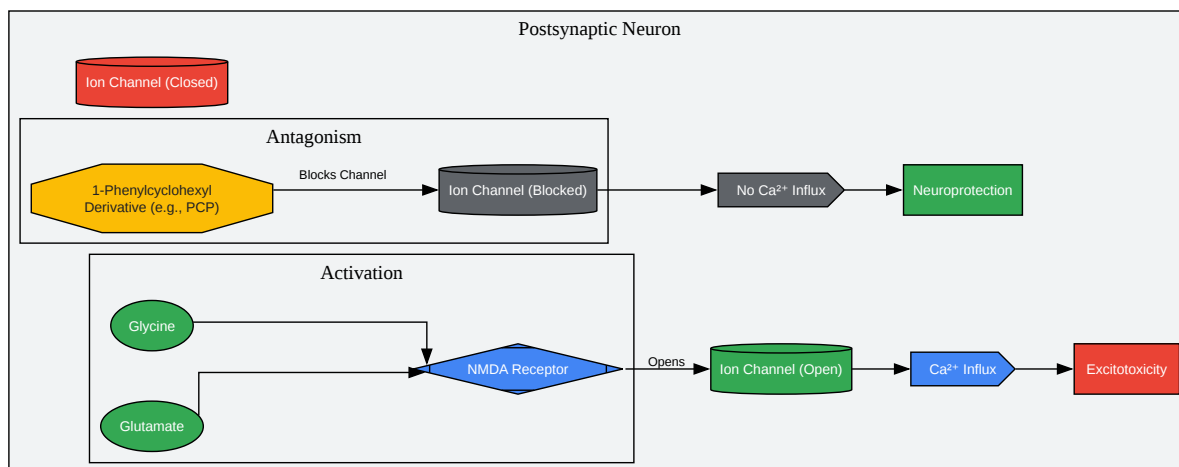 Postsynaptic Neuron
Ion Channel (Closed)
Antagonism
1-Phenylcyclohexyl
Derivative (e.g., PCP)
Blocks Channel
Ion Channel (Blocked)
No Ca²⁺ Influx
Neuroprotection
Activation
Glycine
Glutamate
NMDA Receptor
Opens
Ion Channel (Open)
Ca²⁺ Influx
Excitotoxicity